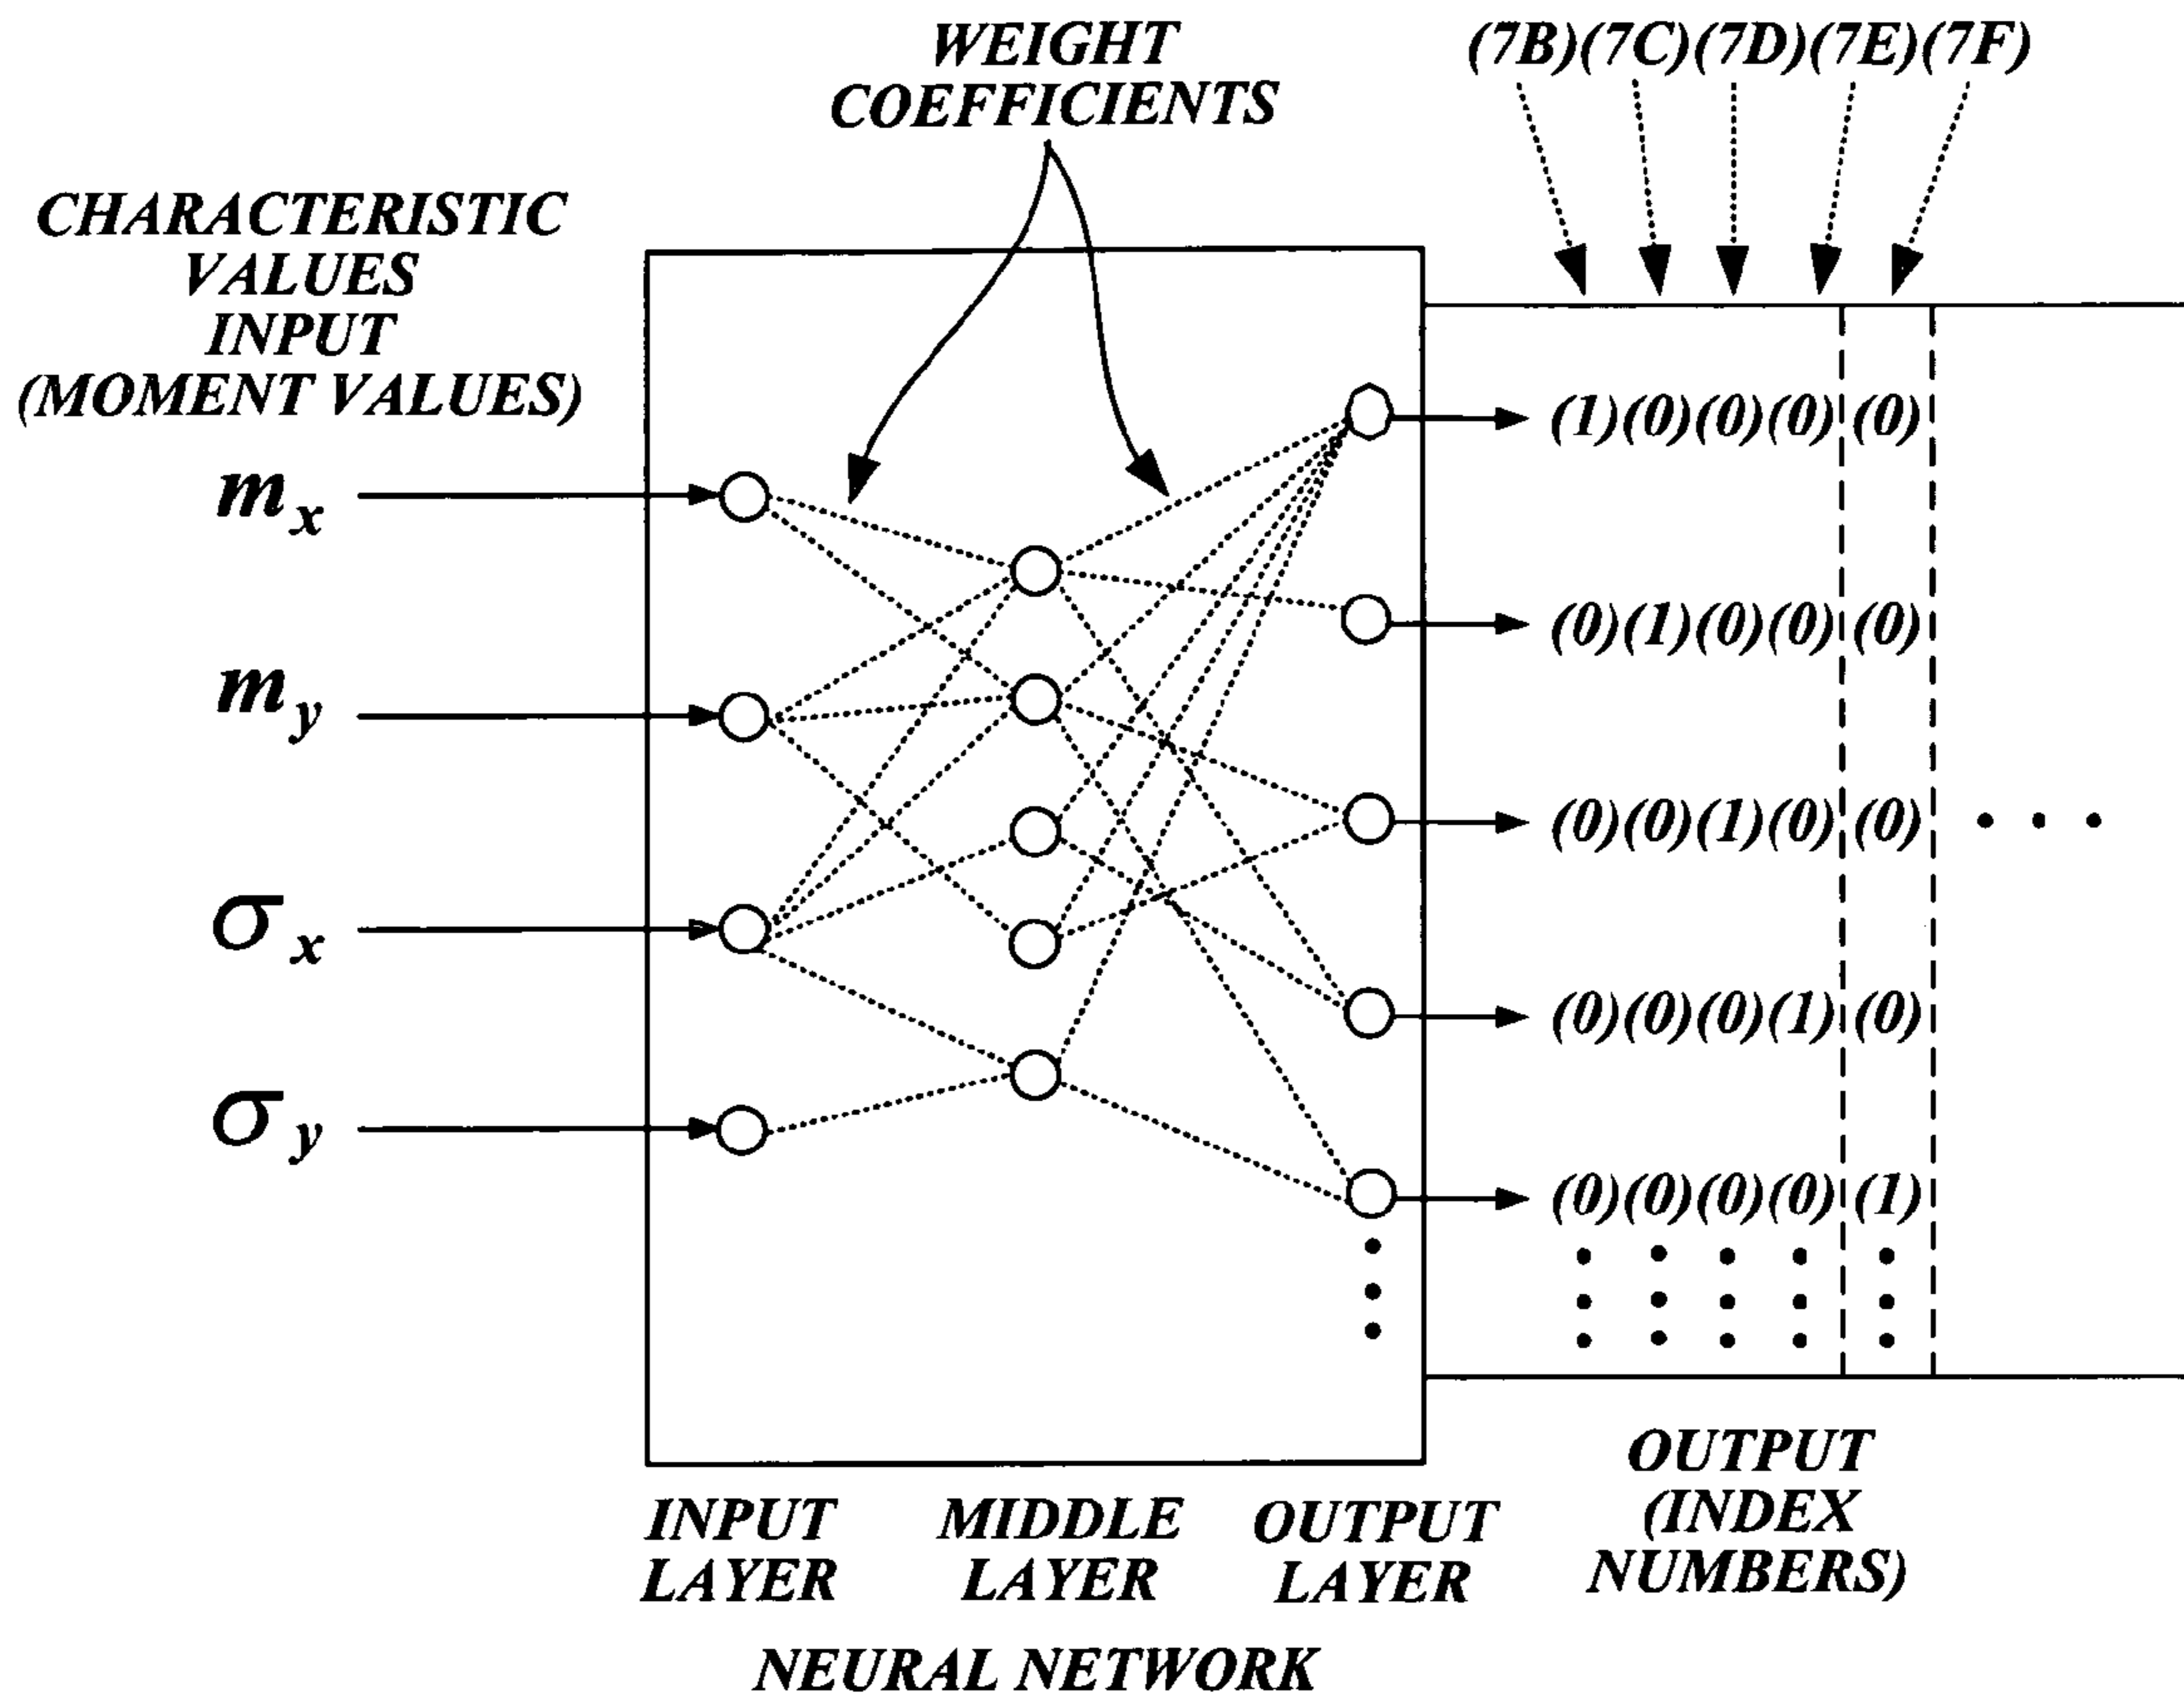 WEIGHT
COEFFICIENTS
(7B)(7C)(7D)(7E)(7F)
CHARACTERISTIC
VALUES
INPUT
(MOMENT VALUES)
m x
m y
σ x
σ y
(1)(0)(0)(0)(0)
(0)(1)(0)(0)(0)
(0)(0)(1)(0)(0) • • •
(0)(0)(0)(1)(0)
(0)(0)(0)(0)(1)
INPUT
LAYER
MIDDLE
LAYER
OUTPUT
LAYER
OUTPUT
(INDEX
NUMBERS)
NEURAL NETWORK